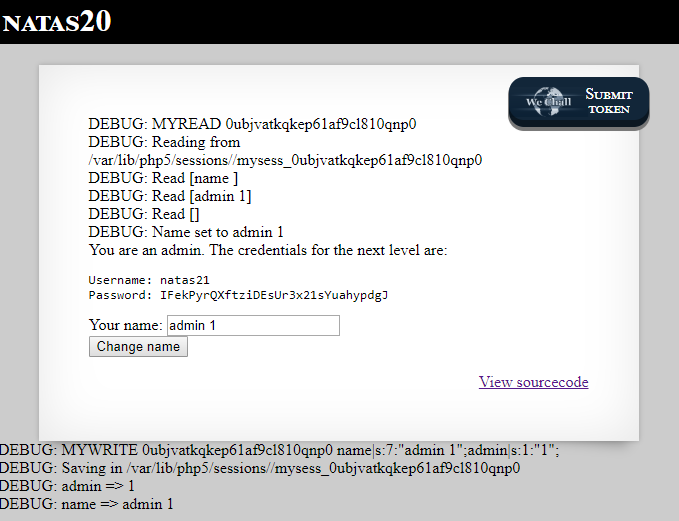 NATAS20
We Chall
SUBMIT
TOKEN
DEBUG: MYREAD 0ubjvatkqkep61af9cl810qnp0
DEBUG: Reading from
/var/lib/php5/sessions//mysess_0ubjvatkqkep61af9cl810qnp0
DEBUG: Read [name ]
DEBUG: Read [admin 1]
DEBUG: Read []
DEBUG: Name set to admin 1
You are an admin. The credentials for the next level are:
Username: natas21
Password: IFekPyrQXftziDEsUr3x21sYuahypdgJ
Your name: admin 1
Change name
View sourcecode
DEBUG: MYWRITE 0ubjvatkqkep61af9cl810qnp0 name|s:7:"admin 1";admin|s:1:"1";
DEBUG: Saving in /var/lib/php5/sessions//mysess_0ubjvatkqkep61af9cl810qnp0
DEBUG: admin => 1
DEBUG: name => admin 1